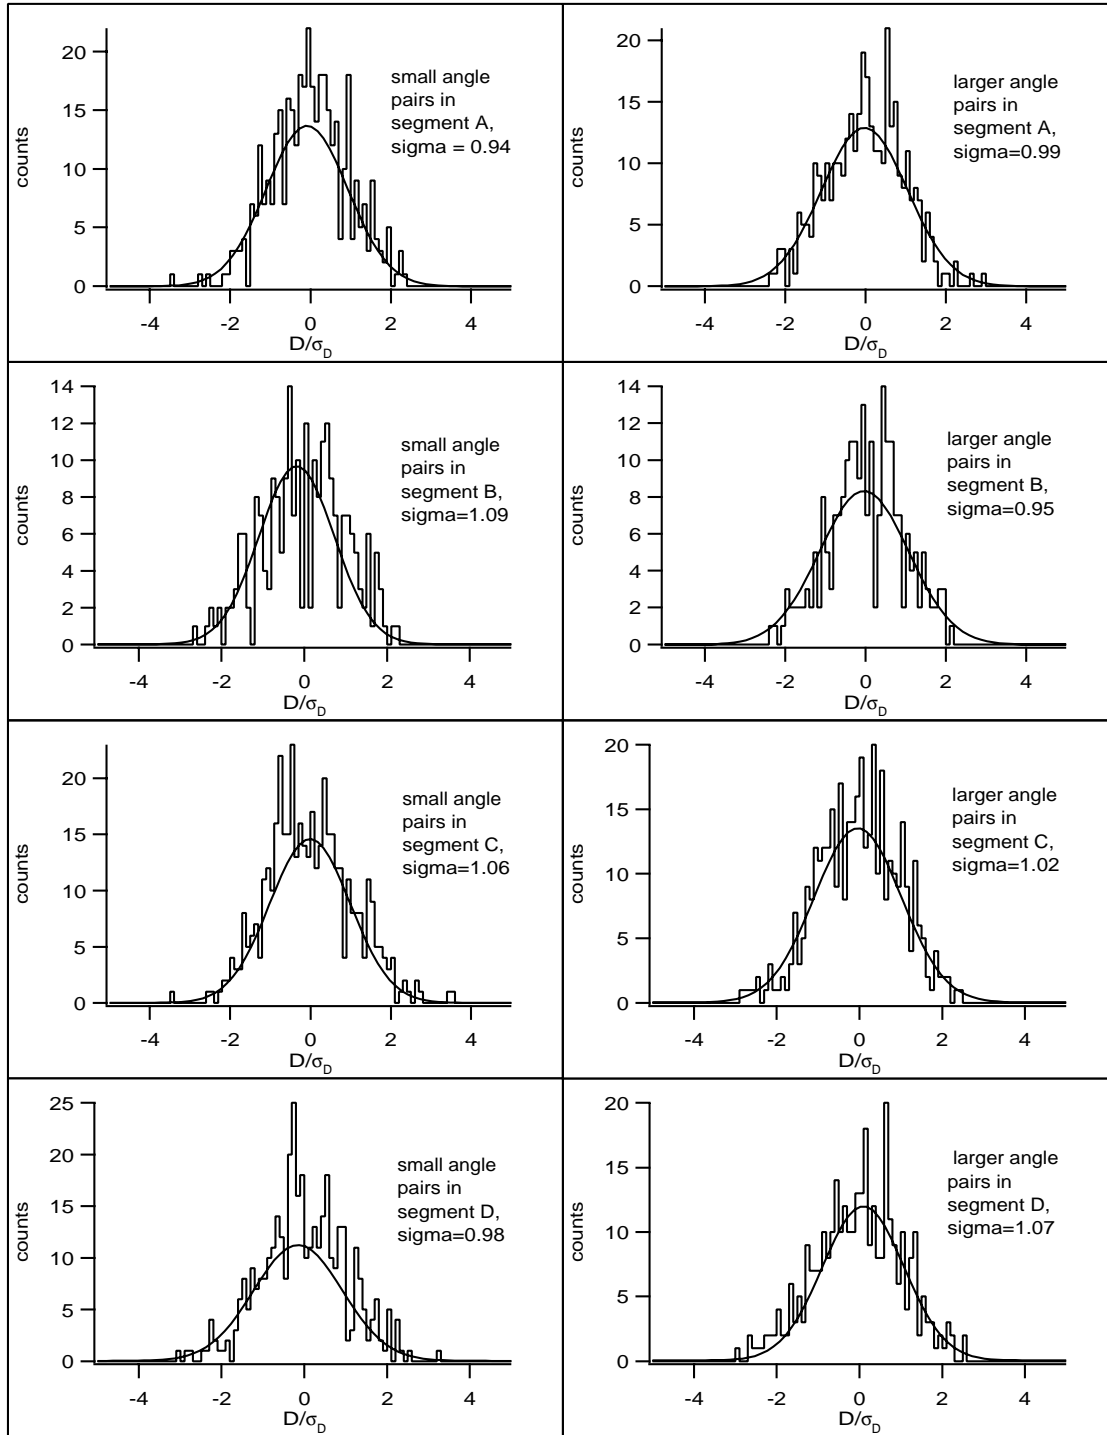 20
15
10
5
0
counts
small angle
pairs in
segment A,
sigma = 0.94
-4 -2 0 2 4
D/σD
20
15
10
5
0
counts
larger angle
pairs in
segment A,
sigma=0.99
-4 -2 0 2 4
D/σD
14
12
10
8
6
4
2
0
counts
small angle
pairs in
segment B,
sigma=1.09
-4 -2 0 2 4
D/σD
14
12
10
8
6
4
2
0
counts
larger angle
pairs in
segment B,
sigma=0.95
-4 -2 0 2 4
D/σD
20
15
10
5
0
counts
small angle
pairs in
segment C,
sigma=1.06
-4 -2 0 2 4
D/σD
20
15
10
5
0
counts
larger angle
pairs in
segment C,
sigma=1.02
-4 -2 0 2 4
D/σD
25
20
15
10
5
0
counts
small angle
pairs in
segment D,
sigma=0.98
-4 -2 0 2 4
D/σD
20
15
10
5
0
counts
larger angle
pairs in
segment D,
sigma=1.07
-4 -2 0 2 4
D/σD